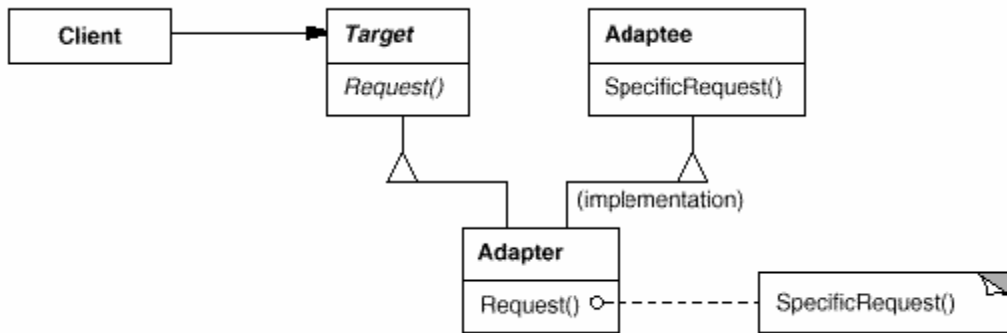 Client
Target
Request()
Adaptee
SpecificRequest()
(implementation)
Adapter
Request()
SpecificRequest()